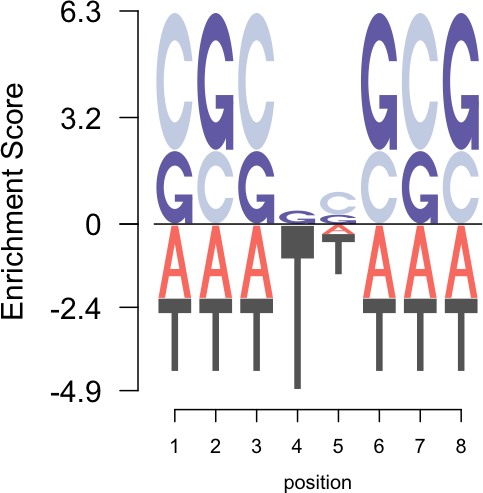 Enrichment Score
6.3
3.2
0
-2.4
-4.9
C G C G C G
G C G G C C G C
G
A A A A A A A
T T T T T T T T
1 2 3 4 5 6 7 8
position